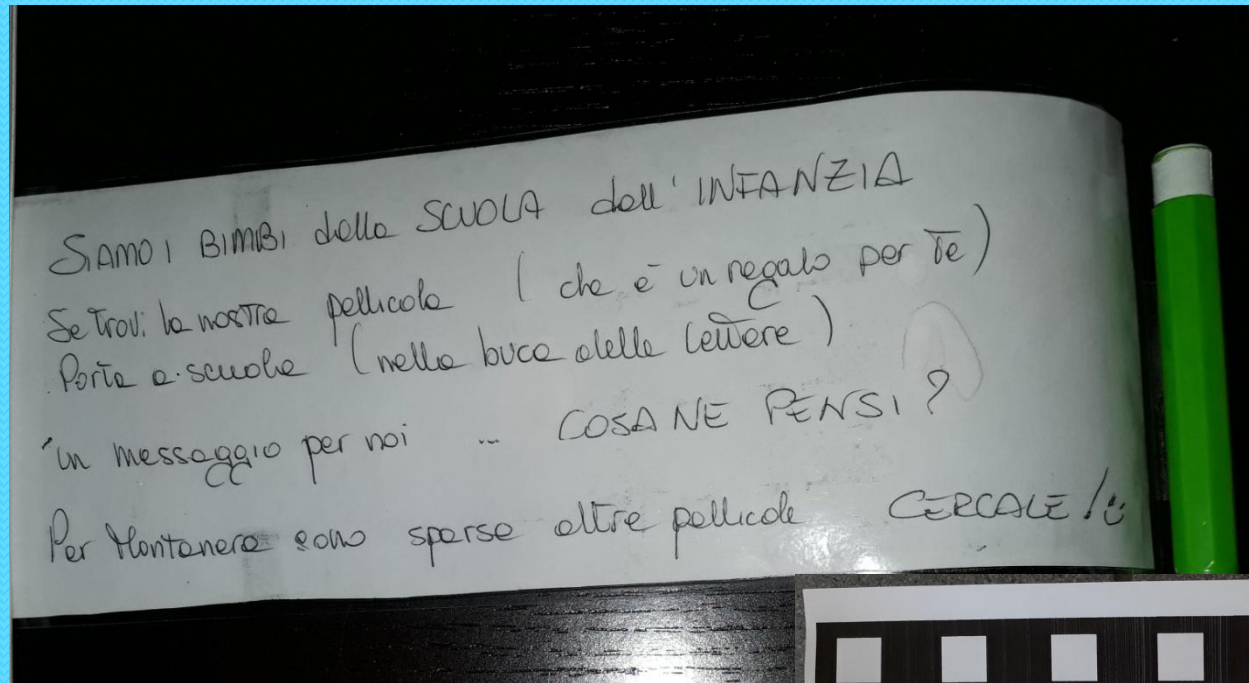 SIAMO I BIMBI della SCUOLA dell'INFANZIA
Se Trovi la nostra pellicola ( che è un regalo per Te )
Porta a scuola (nella buca delle lettere )
un messaggio per noi ... COSA NE PENSI ?
Per Montanera sono sparse altre pellicole CERCALE !